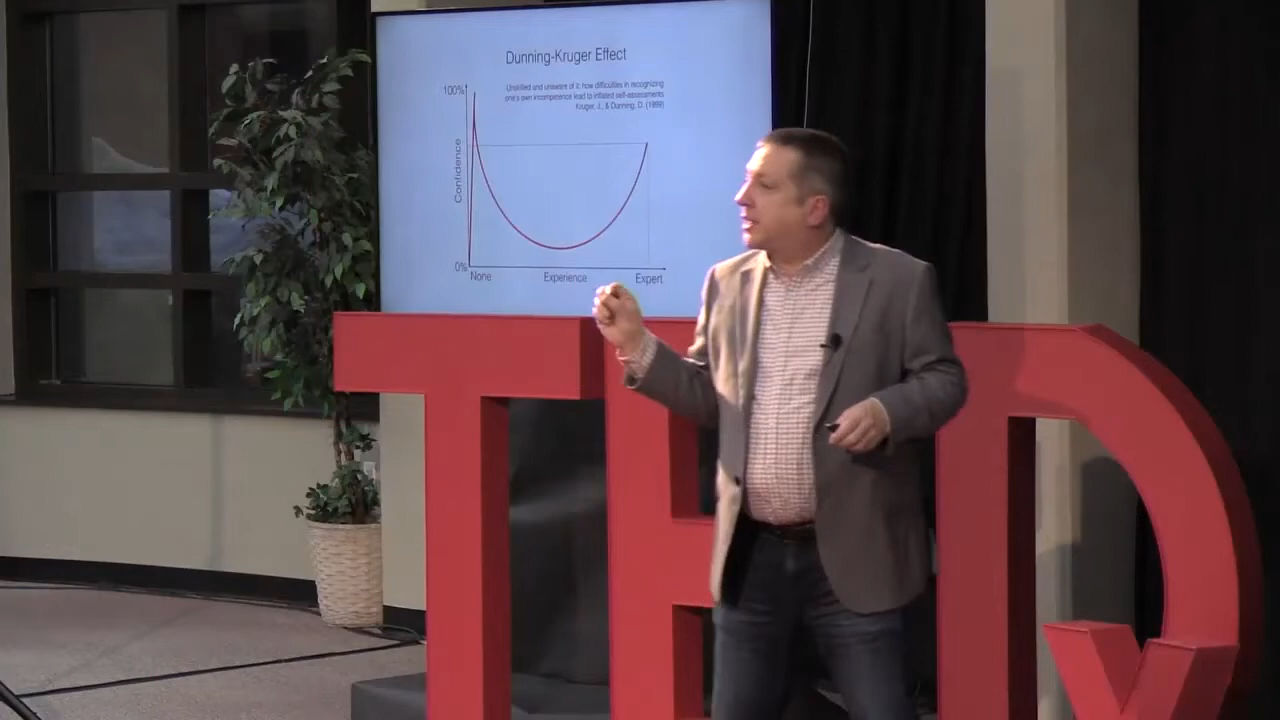 Dunning-Kruger Effect
100%
Unskilled and unaware of it: how difficulties in recognizing
one's own incompetence lead to inflated self-assessments
Kruger, J., & Dunning, D. (1999)
Confidence
0%
None Experience Expert
TEDx